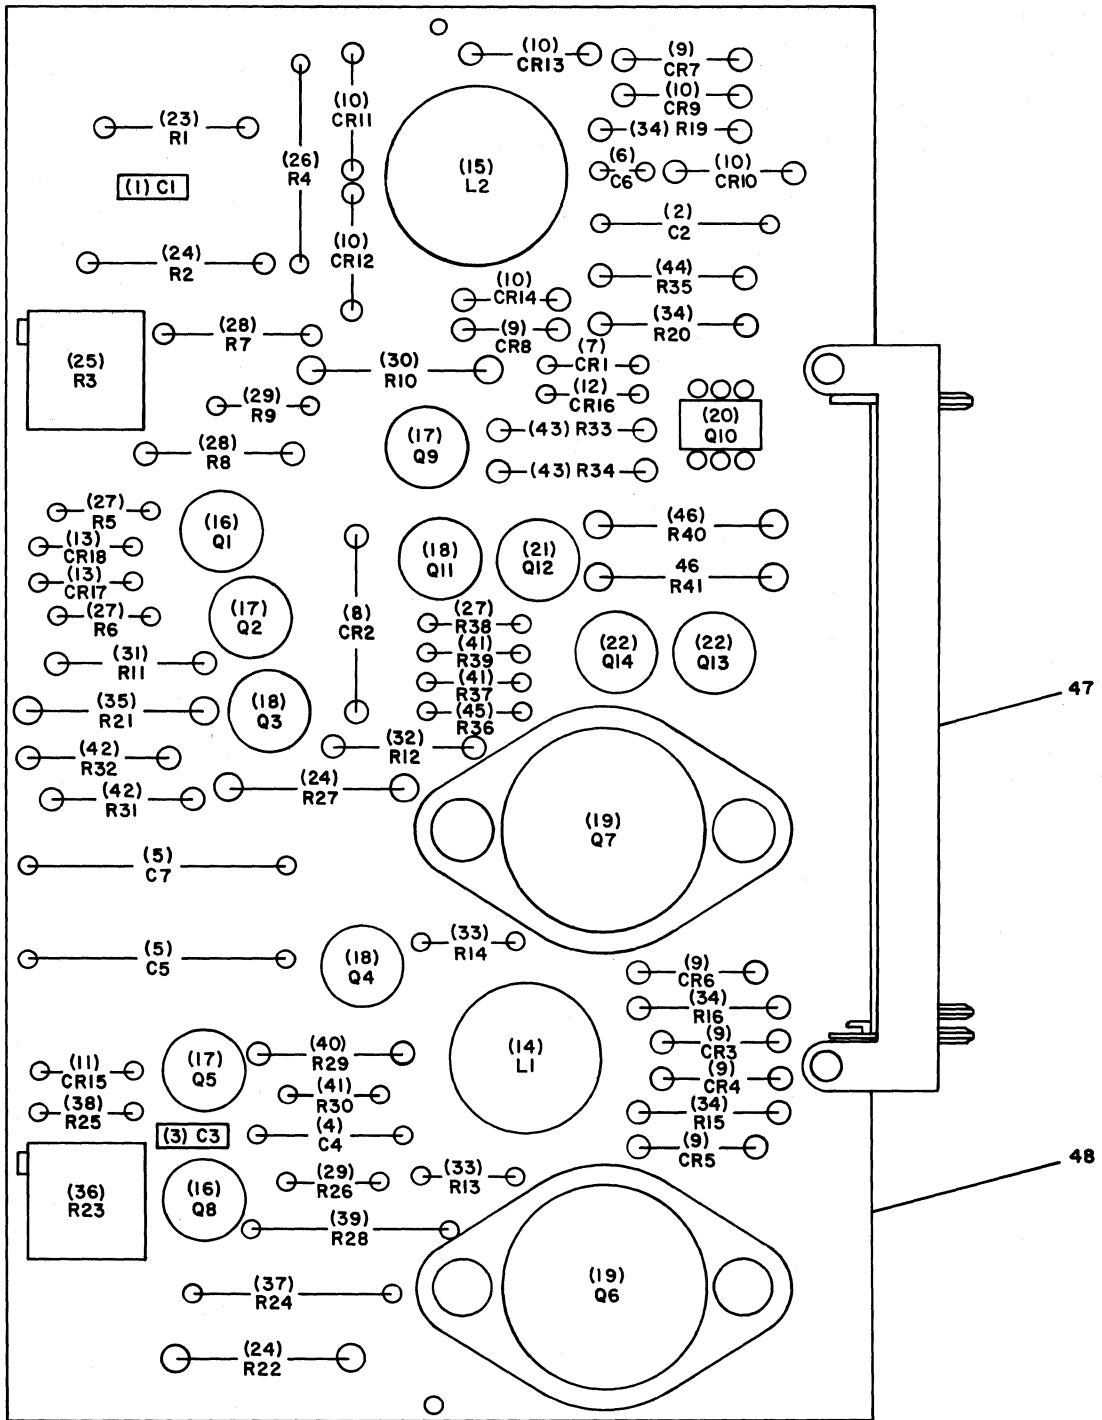 (10)
CR13
(9)
CR7
(10)
CR9
(23)
R1
(10)
CR11
(34) R19
(26)
R4
(15)
L2
(6)
C6
(10)
CR10
(1) C1
(2)
C2
(24)
R2
(10)
CR12
(44)
R35
(10)
CR14
(34)
R20
(28)
R7
(9)
CR8
(25)
R3
(30)
R10
(7)
CR1
(12)
CR16
(29)
R9
(20)
Q10
(17)
Q9
(43) R33
(28)
R8
(43) R34
(27)
R5
(16)
Q1
(46)
R40
(13)
CR18
(18)
Q11
(21)
Q12
(13)
CR17
46
R41
(27)
R6
(17)
Q2
(8)
CR2
(27)
R38
(41)
R39
(22)
Q14
(22)
Q13
(31)
R11
(41)
R37
47
(35)
R21
(18)
Q3
(45)
R36
(42)
R32
(32)
R12
(42)
R31
(24)
R27
(19)
Q7
(5)
C7
(33)
R14
(5)
C5
(18)
Q4
(9)
CR6
(34)
R16
(9)
CR3
(40)
R29
(14)
L1
(11)
CR15
(17)
Q5
(9)
CR4
(41)
R30
(38)
R25
(34)
R15
(3) C3
(4)
C4
(9)
CR5
48
(29)
R26
(33)
R13
(36)
R23
(16)
Q8
(39)
R28
(37)
R24
(19)
Q6
(24)
R22